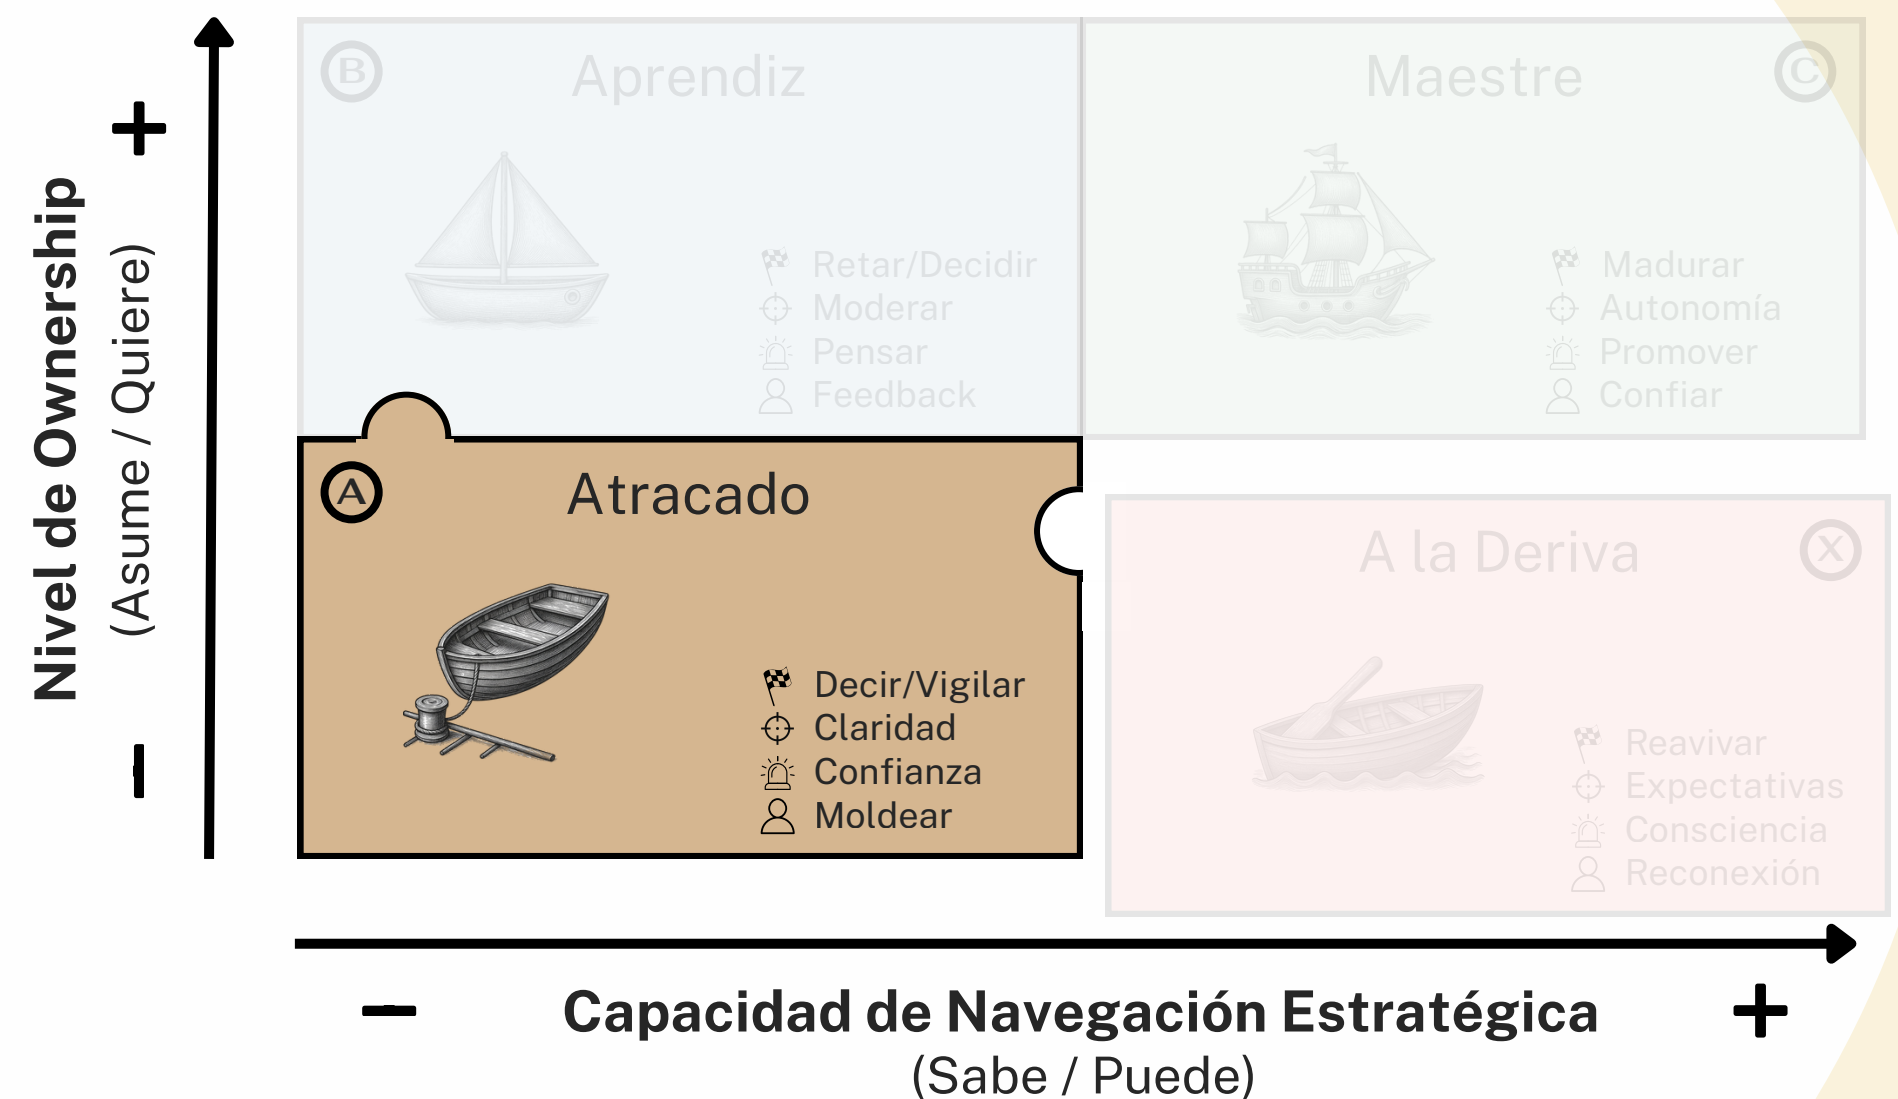 Nivel de Ownership
(Asume / Quiere)
+
-
B
Aprendiz
Retar/Decidir
Moderar
Pensar
Feedback
Maestre
C
Madurar
Autonomía
Promover
Confiar
A
Atracado
Decir/Vigilar
Claridad
Confianza
Moldear
A la Deriva
X
Reavivar
Expectativas
Consciencia
Reconexión
-
Capacidad de Navegación Estratégica
+
(Sabe / Puede)